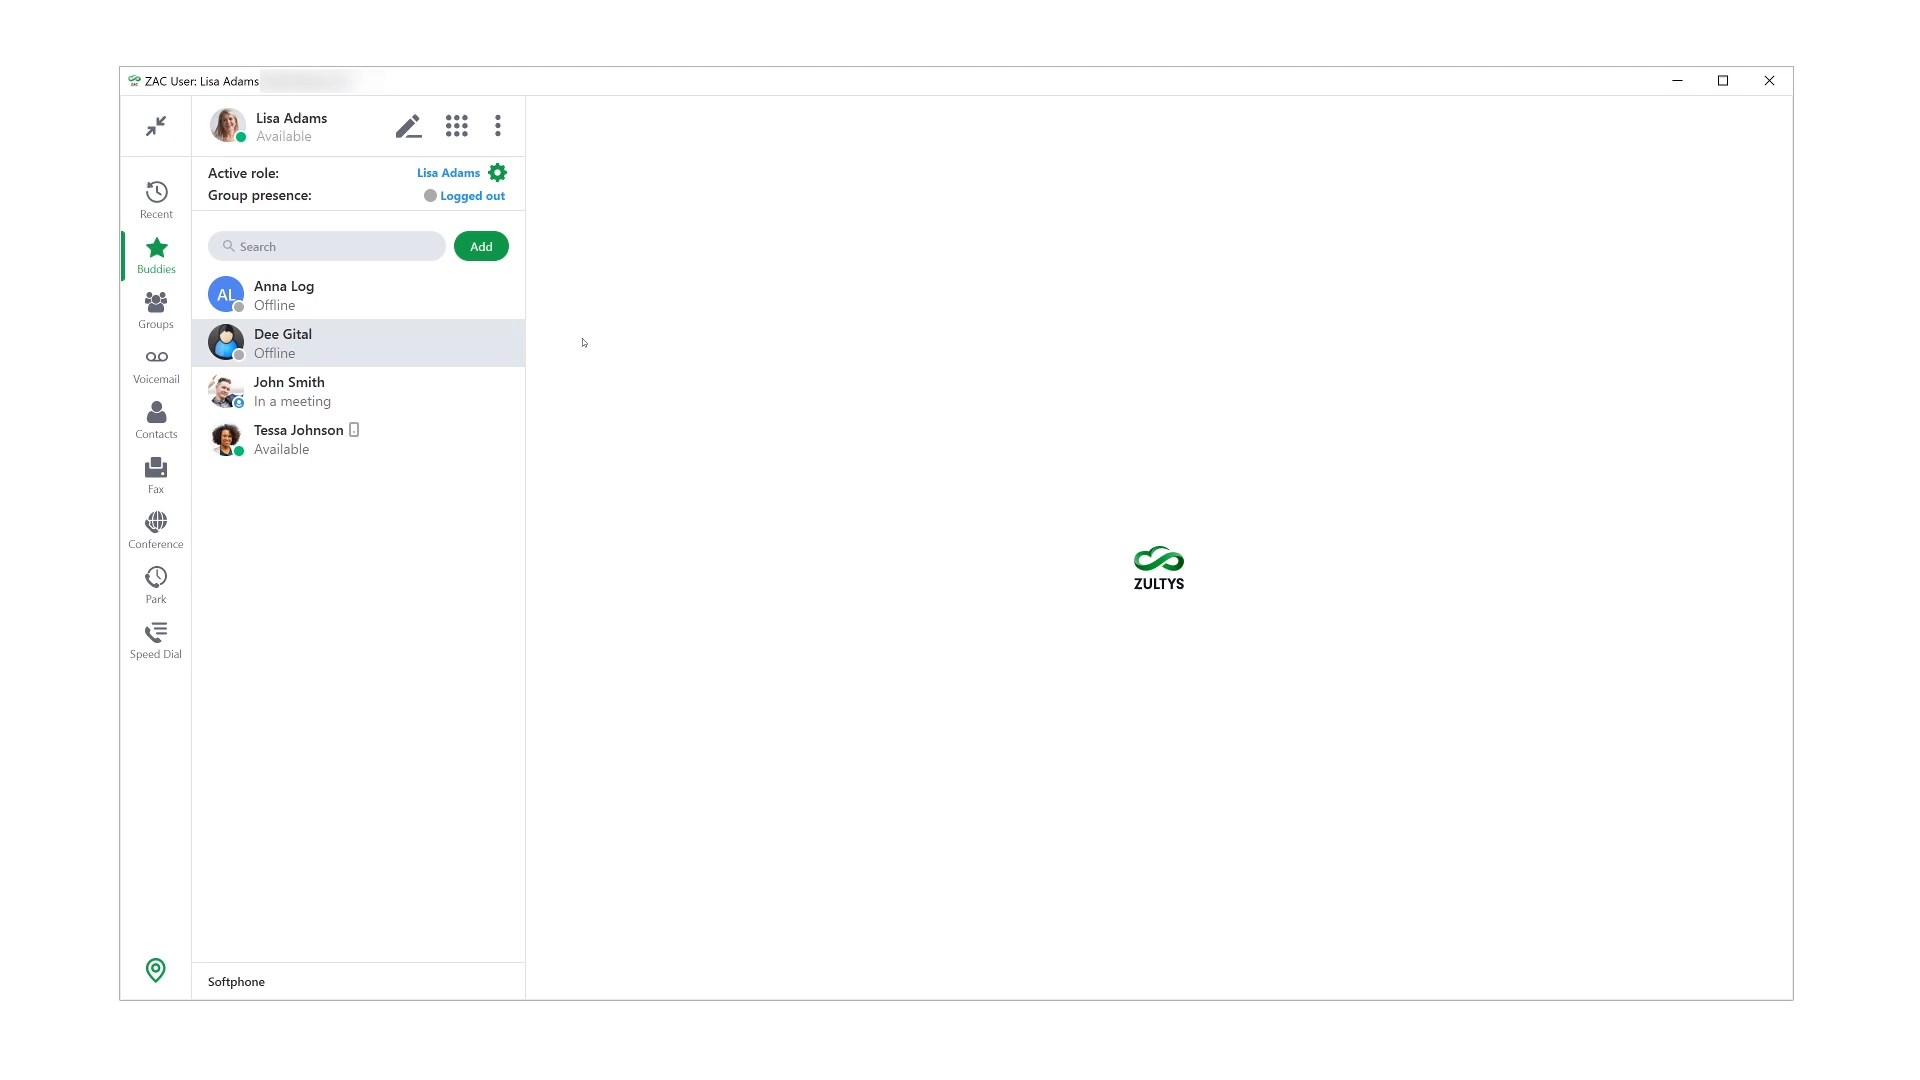 ZAC User: Lisa Adams
Lisa Adams
Available
Active role:
Lisa Adams
Group presence:
Logged out
Search
Add
Recent
Buddies
Groups
Voicemail
Contacts
Fax
Conference
Park
Speed Dial
AL
Anna Log
Offline
Dee Gital
Offline
John Smith
In a meeting
Tessa Johnson
Available
ZULTYS
Softphone